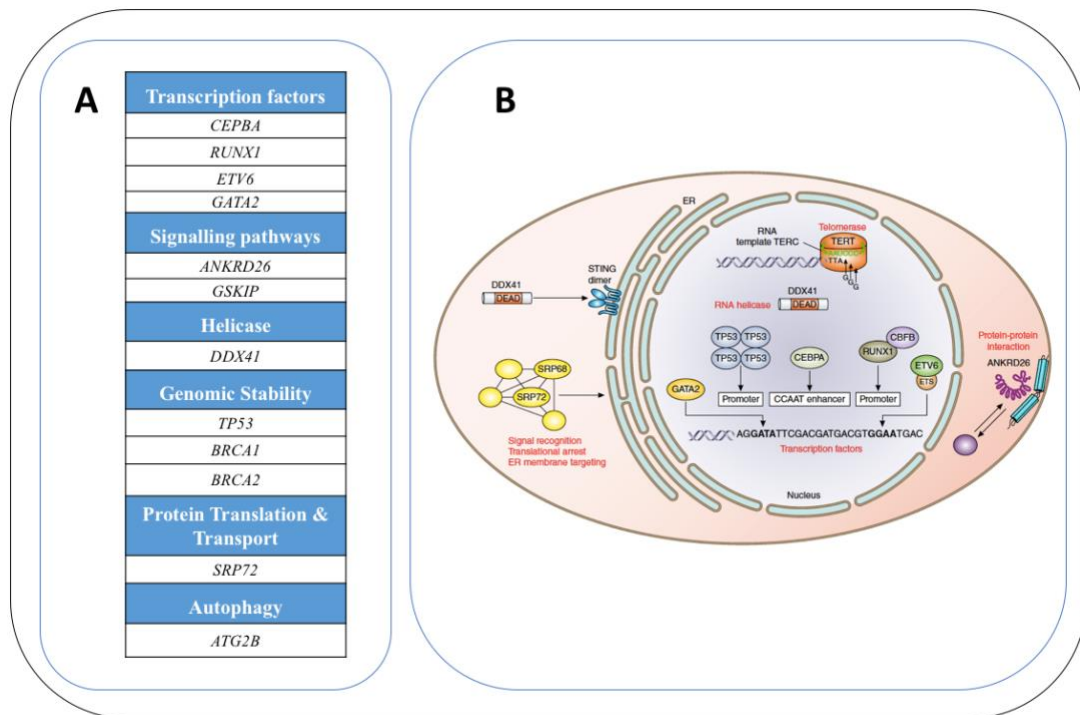 A
Transcription factors
CEPBA
RUNX1
ETV6
GATA2
Signalling pathways
ANKRD26
GSKIP
Helicase
DDX41
Genomic Stability
TP53
BRCA1
BRCA2
Protein Translation &
Transport
SRP72
Autophagy
ATG2B
B
ER
RNA
template TERC
Telomerase
TERT
TTA
G
G
G
STING
dimer
DDX41
DEAD
DDX41
DEAD
RNA helicase
TP53 TP53
TP53 TP53
CEBPA
RUNX1
CBFB
ETV6
ETS
GATA2
Promoter
CCAAT enhancer
Promoter
AGGATATTCGACGATGACGTGGAATGAC
Transcription factors
Nucleus
SRP68
SRP72
Signal recognition
Translational arrest
ER membrane targeting
Protein-protein
interaction
ANKRD26